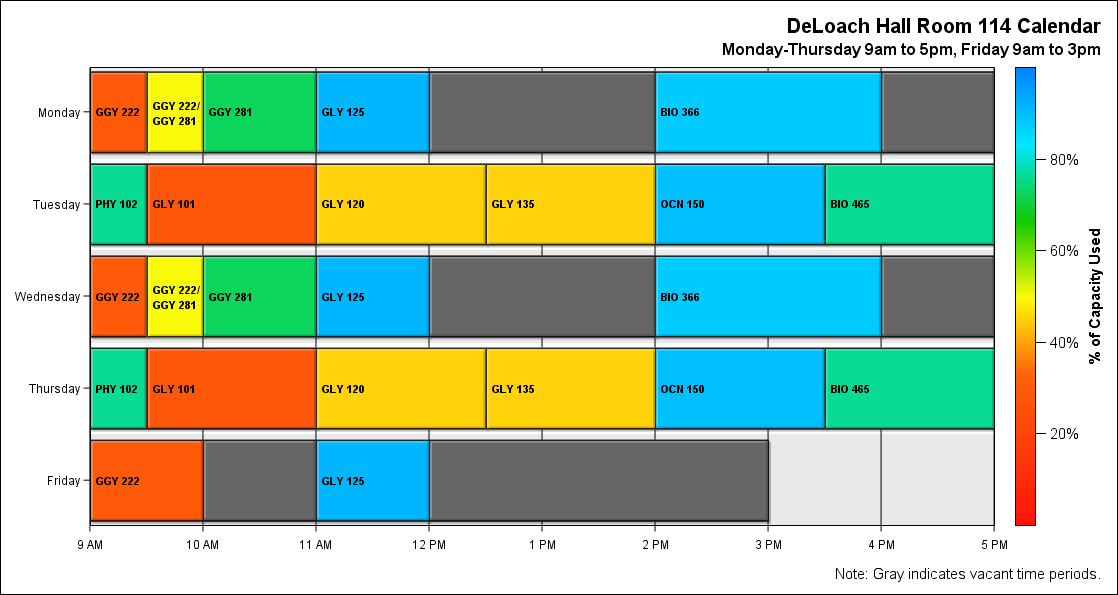 DeLoach Hall Room 114 Calendar
Monday-Thursday 9am to 5pm, Friday 9am to 3pm
Monday
GGY 222
GGY 222/
GGY 281
GGY 281
GLY 125
BIO 366
Tuesday
PHY 102
GLY 101
GLY 120
GLY 135
OCN 150
BIO 465
Wednesday
GGY 222
GGY 222/
GGY 281
GGY 281
GLY 125
BIO 366
Thursday
PHY 102
GLY 101
GLY 120
GLY 135
OCN 150
BIO 465
Friday
GGY 222
GLY 125
9 AM
10 AM
11 AM
12 PM
1 PM
2 PM
3 PM
4 PM
5 PM
80%
60%
40%
20%
% of Capacity Used
Note: Gray indicates vacant time periods.